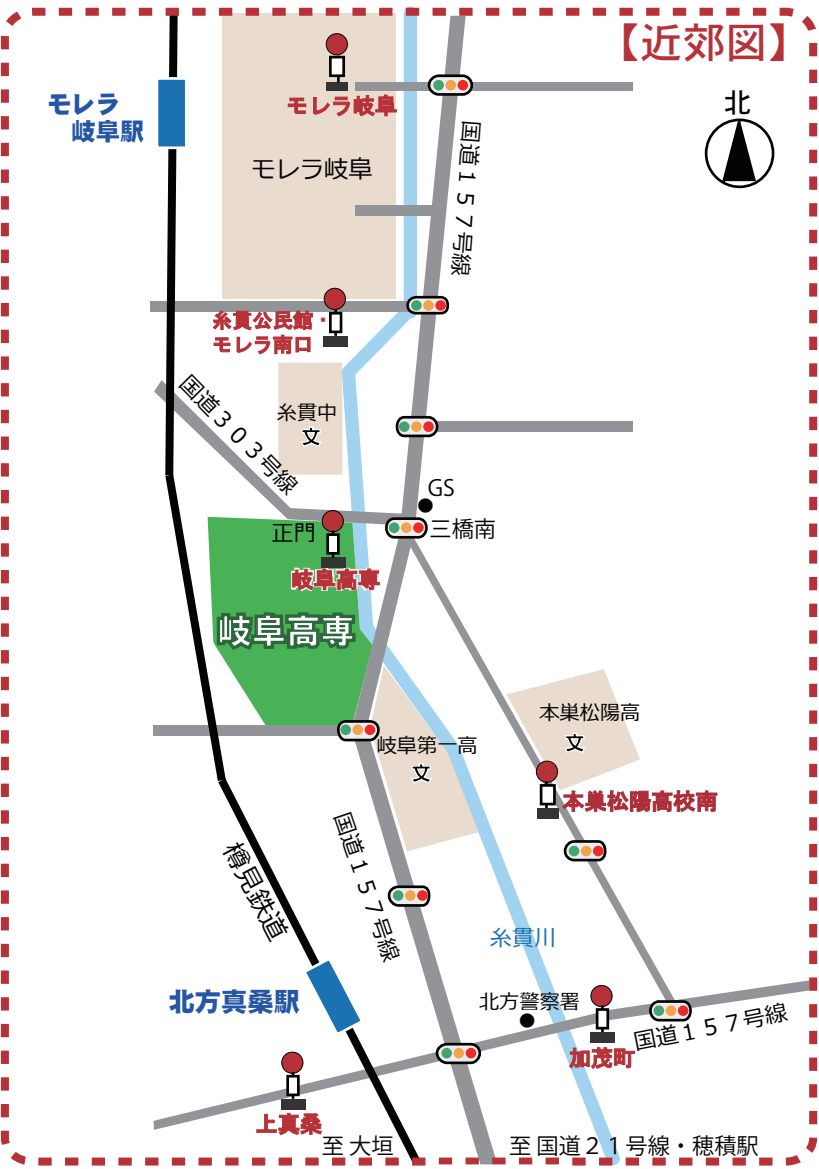 【近郊図】
北
モレラ
岐阜駅
モレラ岐阜
モレラ岐阜
国道157号線
糸貫公民館・
モレラ南口
国道303号線
糸貫中
文
GS
三橋南
正門
岐阜高専
岐阜高専
本巣松陽高
文
岐阜第一高
文
本巣松陽高校南
国道157号線
樽見鉄道
糸貫川
北方真桑駅
北方警察署
国道157号線
加茂町
上真桑
至 大垣
至 国道21号線・穂積駅